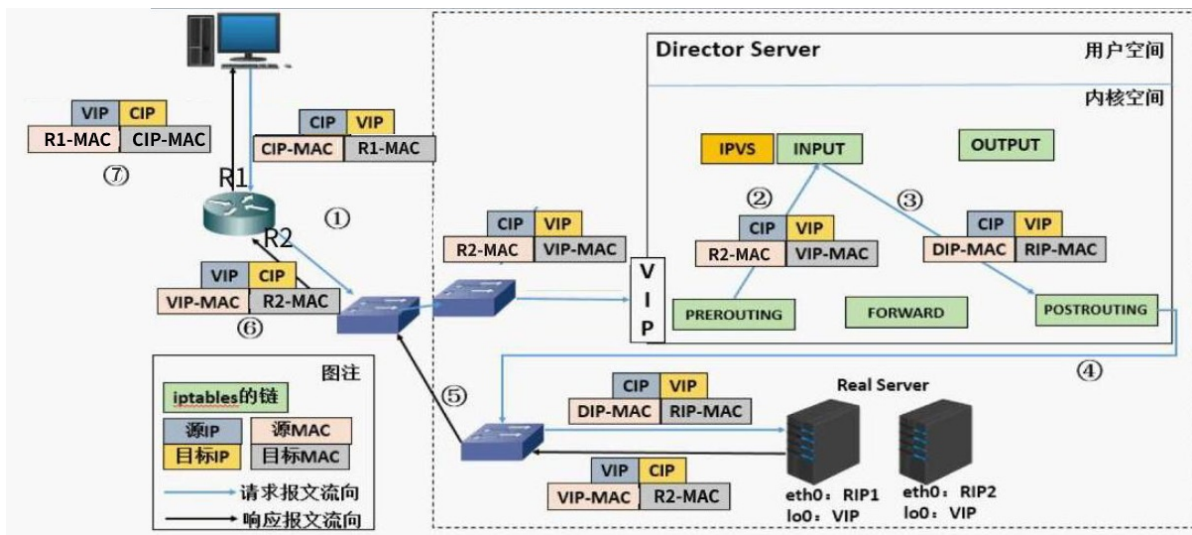 Director Server
用户空间
内核空间
VIP CIP
R1-MAC CIP-MAC
⑦
CIP VIP
CIP-MAC R1-MAC
R1
①
R2
VIP CIP
VIP-MAC R2-MAC
⑥
CIP VIP
R2-MAC VIP-MAC
V
I
P
IPVS INPUT
OUTPUT
②
③
CIP VIP
R2-MAC VIP-MAC
CIP VIP
DIP-MAC RIP-MAC
PREROUTING
FORWARD
POSTROUTING
④
⑤
CIP VIP
DIP-MAC RIP-MAC
VIP CIP
VIP-MAC R2-MAC
Real Server
eth0：RIP1
lo0：VIP
eth0：RIP2
lo0：VIP
图注
iptables的链
源IP 源MAC
目标IP 目标MAC
请求报文流向
响应报文流向